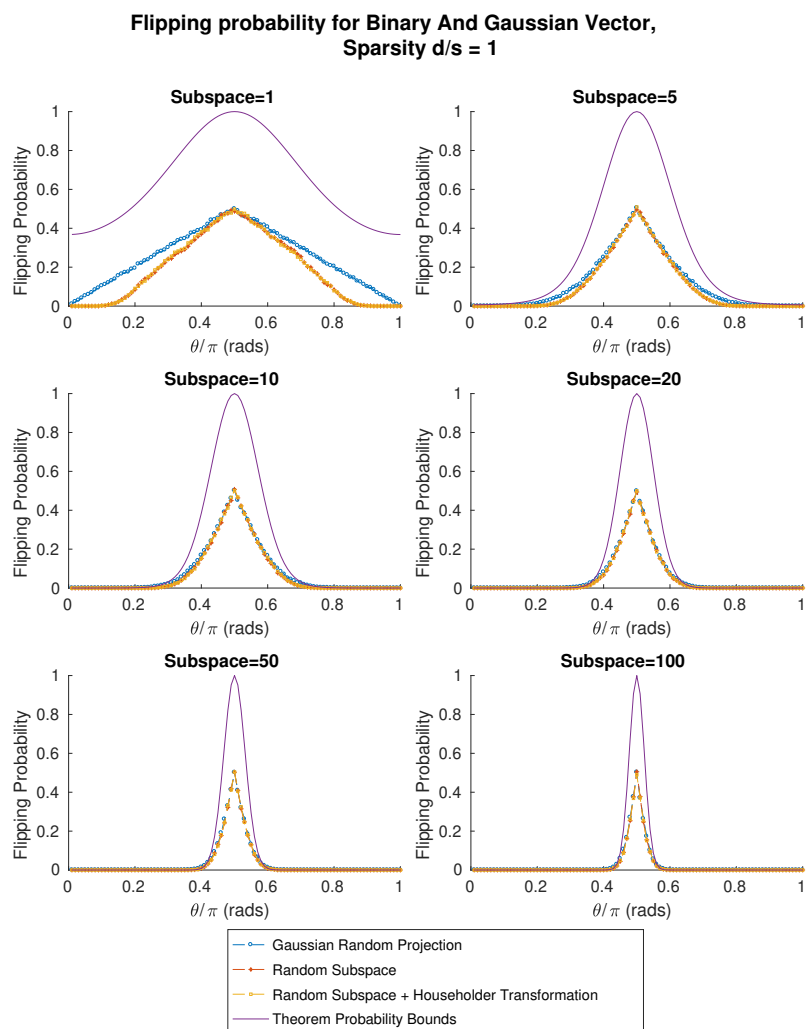 Flipping probability for Binary And Gaussian Vector,
Sparsity d/s = 1
Subspace=1
Flipping Probability
1
0.8
0.6
0.4
0.2
0
0 0.2 0.4 0.6 0.8 1
θ/π (rads)
Subspace=5
Flipping Probability
1
0.8
0.6
0.4
0.2
0
0 0.2 0.4 0.6 0.8 1
θ/π (rads)
Subspace=10
Flipping Probability
1
0.8
0.6
0.4
0.2
0
0 0.2 0.4 0.6 0.8 1
θ/π (rads)
Subspace=20
Flipping Probability
1
0.8
0.6
0.4
0.2
0
0 0.2 0.4 0.6 0.8 1
θ/π (rads)
Subspace=50
Flipping Probability
1
0.8
0.6
0.4
0.2
0
0 0.2 0.4 0.6 0.8 1
θ/π (rads)
Subspace=100
Flipping Probability
1
0.8
0.6
0.4
0.2
0
0 0.2 0.4 0.6 0.8 1
θ/π (rads)
Gaussian Random Projection
Random Subspace
Random Subspace + Householder Transformation
Theorem Probability Bounds